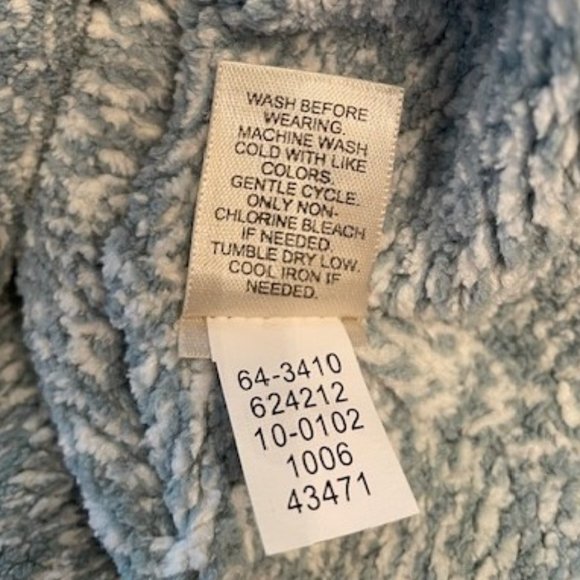 WASH BEFORE
WEARING.
MACHINE WASH
COLD WITH LIKE
COLORS.
GENTLE CYCLE.
ONLY NON-
CHLORINE BLEACH
IF NEEDED.
TUMBLE DRY LOW.
COOL IRON IF
NEEDED.
64-3410
624212
10-0102
1006
43471